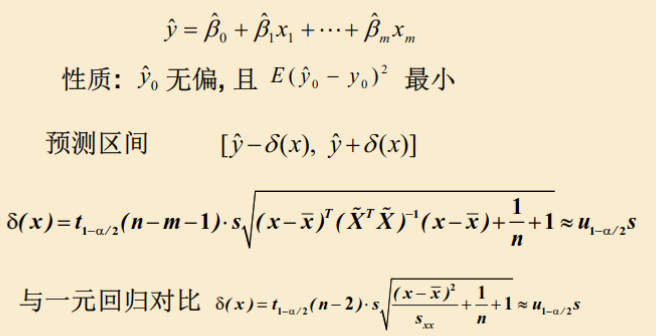 ŷ = β̂₀ + β̂₁x₁ + ⋯ + β̂ₘxₘ
性质: ŷ₀ 无偏, 且 E(ŷ₀ − y₀)² 最小
预测区间 [ŷ − δ(x), ŷ + δ(x)]
δ(x) = t₁₋α/₂(n−m−1)·s√((x−x̄)ᵀ(X̃ᵀX̃)⁻¹(x−x̄)+1/n+1) ≈ u₁₋α/₂s
与一元回归对比 δ(x) = t₁₋α/₂(n−2)·s√((x−x̄)²/sₓₓ+1/n+1) ≈ u₁₋α/₂s